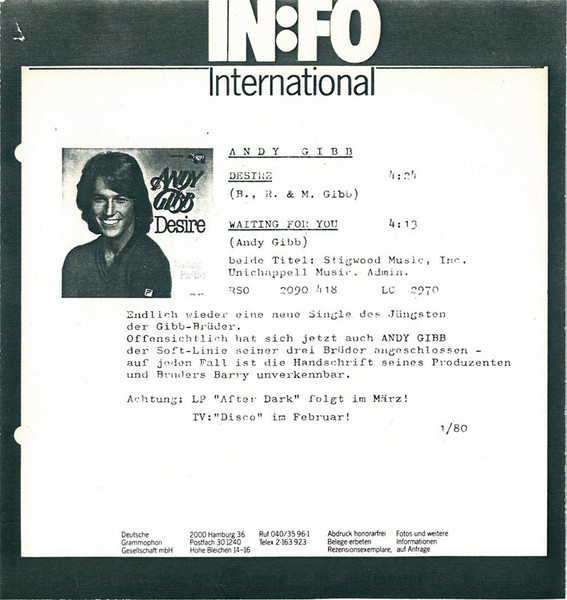 IN:FO
International
ANDY GIBB
DESIRE 4:24
(B., R. & M. Gibb)
WAITING FOR YOU 4:13
(Andy Gibb)
beide Titel: Stigwood Music, Inc.
Unichappell Music. Admin.
RSO 2090 418 LC 2970
ANDY
GIBB
Desire
Endlich wieder eine neue Single des Jüngsten
der Gibb-Brüder.
Offensichtlich hat sich jetzt auch ANDY GIBB
der Soft-Linie seiner drei Brüder angeschlossen -
auf jeden Fall ist die Handschrift seines Produzenten
und Bruders Barry unverkennbar.
Achtung: LP "After Dark" folgt im März!
TV:"Disco" im Februar!
1/80
Deutsche
Grammophon
Gesellschaft mbH
2000 Hamburg 36
Postfach 30 1240
Hohe Bleichen 14-16
Ruf 040/35 96-1
Telex 2-163 923
Abdruck honorarfrei
Belege erbeten
Rezensionsexemplare,
Fotos und weitere
Informationen
auf Anfrage